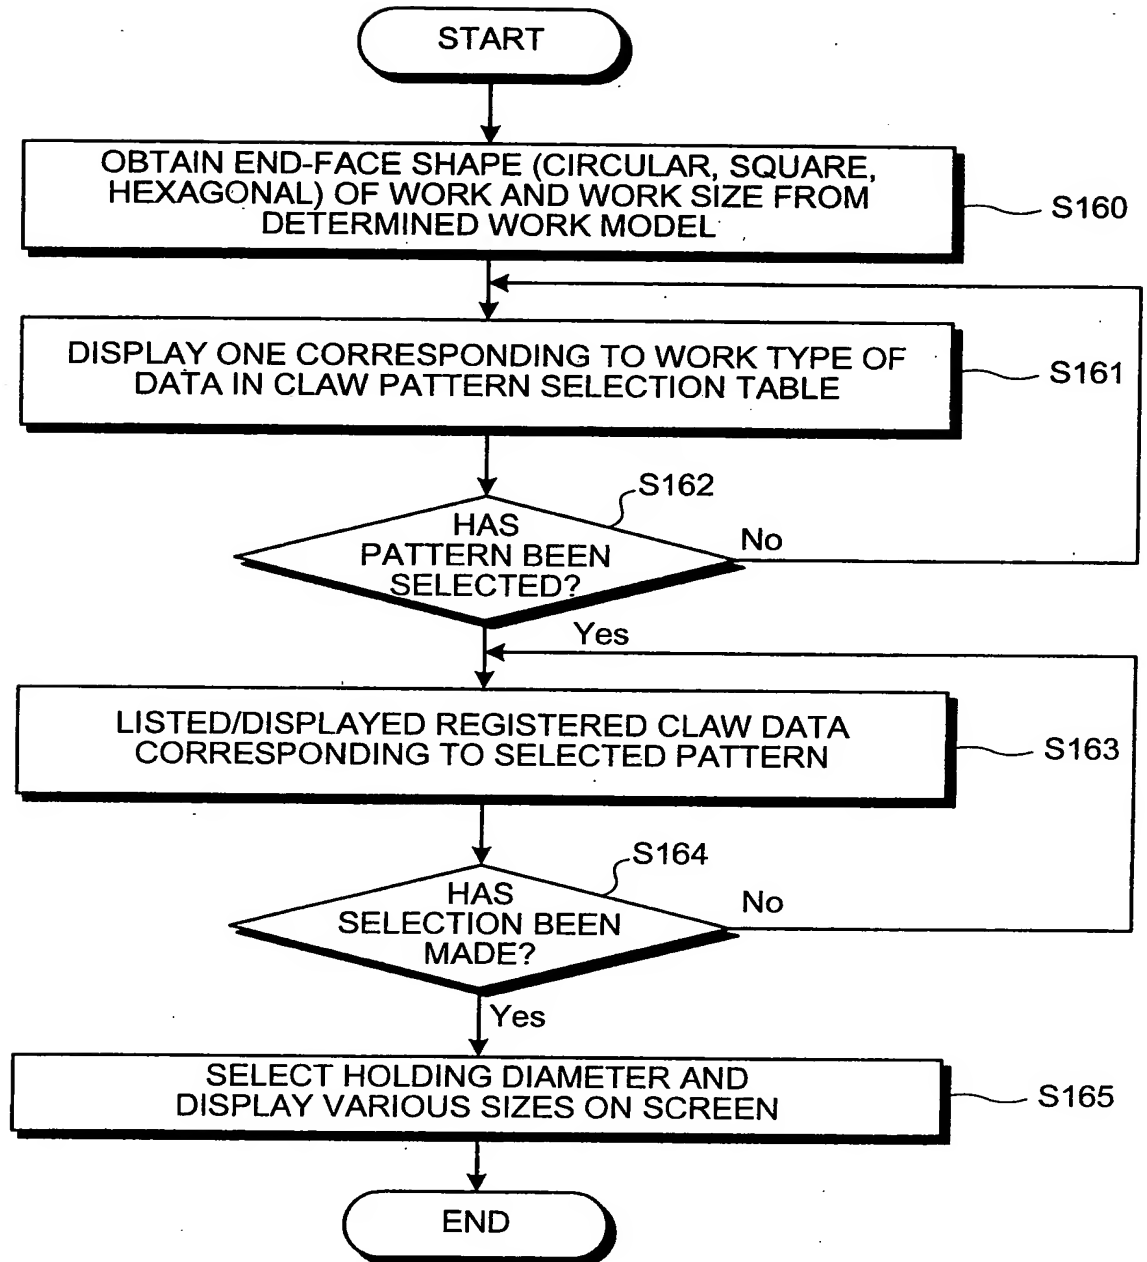 START
OBTAIN END-FACE SHAPE (CIRCULAR, SQUARE,
HEXAGONAL) OF WORK AND WORK SIZE FROM
DETERMINED WORK MODEL
S160
DISPLAY ONE CORRESPONDING TO WORK TYPE OF
DATA IN CLAW PATTERN SELECTION TABLE
S161
S162
HAS
PATTERN BEEN
SELECTED?
No
Yes
LISTED/DISPLAYED REGISTERED CLAW DATA
CORRESPONDING TO SELECTED PATTERN
S163
S164
HAS
SELECTION BEEN
MADE?
No
Yes
SELECT HOLDING DIAMETER AND
DISPLAY VARIOUS SIZES ON SCREEN
S165
END